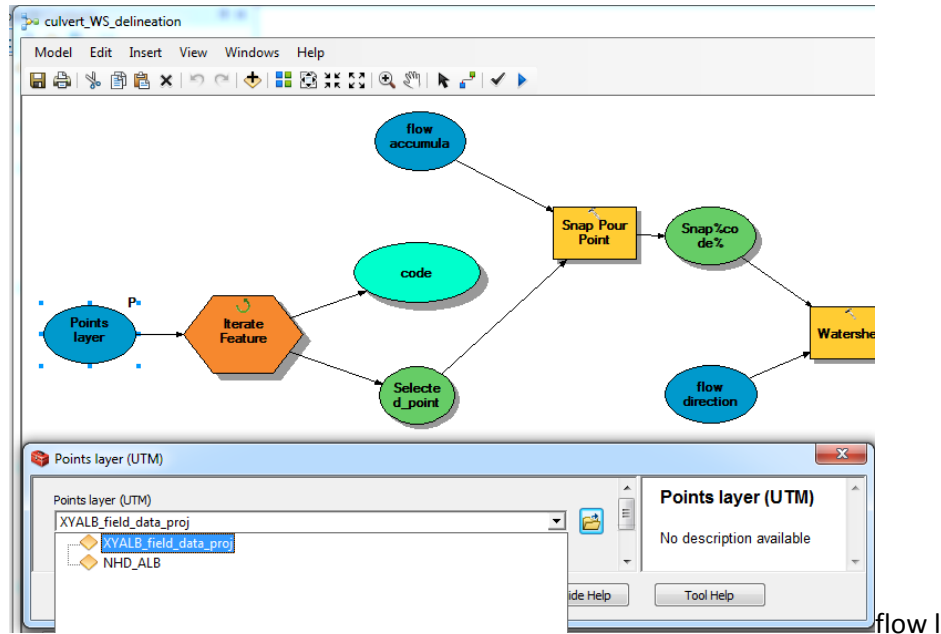 culvert_WS_delineation
Model Edit Insert View Windows Help
flow
accumula
Snap Pour
Point
Snap%co
de%
code
P
Points
layer
Iterate
Feature
Watershe
Selecte
d_point
flow
direction
Points layer (UTM)
Points layer (UTM)
XYALB_field_data_proj
XYALB_field_data_proj
NHD_ALB
Points layer (UTM)
No description available
ide Help
Tool Help
flow l